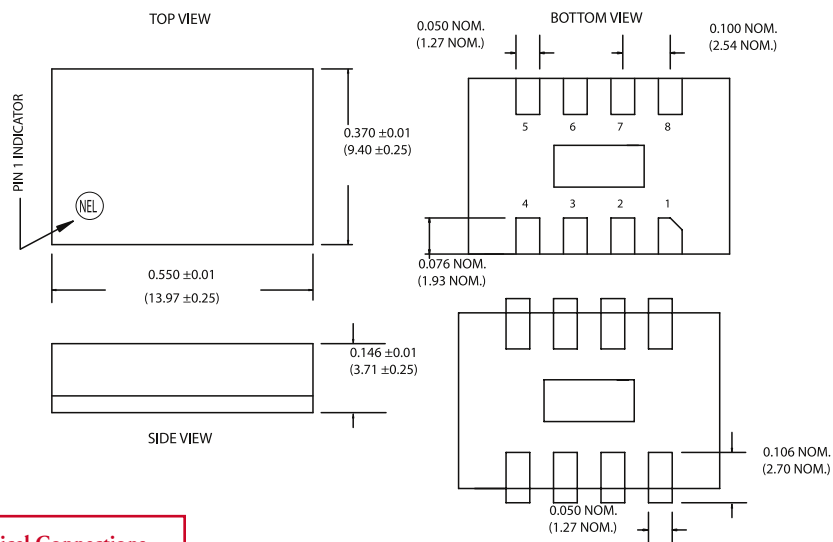 TOP VIEW
PIN 1 INDICATOR
NEL
0.370 ±0.01
(9.40 ±0.25)
0.550 ±0.01
(13.97 ±0.25)
0.146 ±0.01
(3.71 ±0.25)
SIDE VIEW
BOTTOM VIEW
0.050 NOM.
(1.27 NOM.)
0.100 NOM.
(2.54 NOM.)
5 6 7 8
4 3 2 1
0.076 NOM.
(1.93 NOM.)
0.106 NOM.
(2.70 NOM.)
0.050 NOM.
(1.27 NOM.)